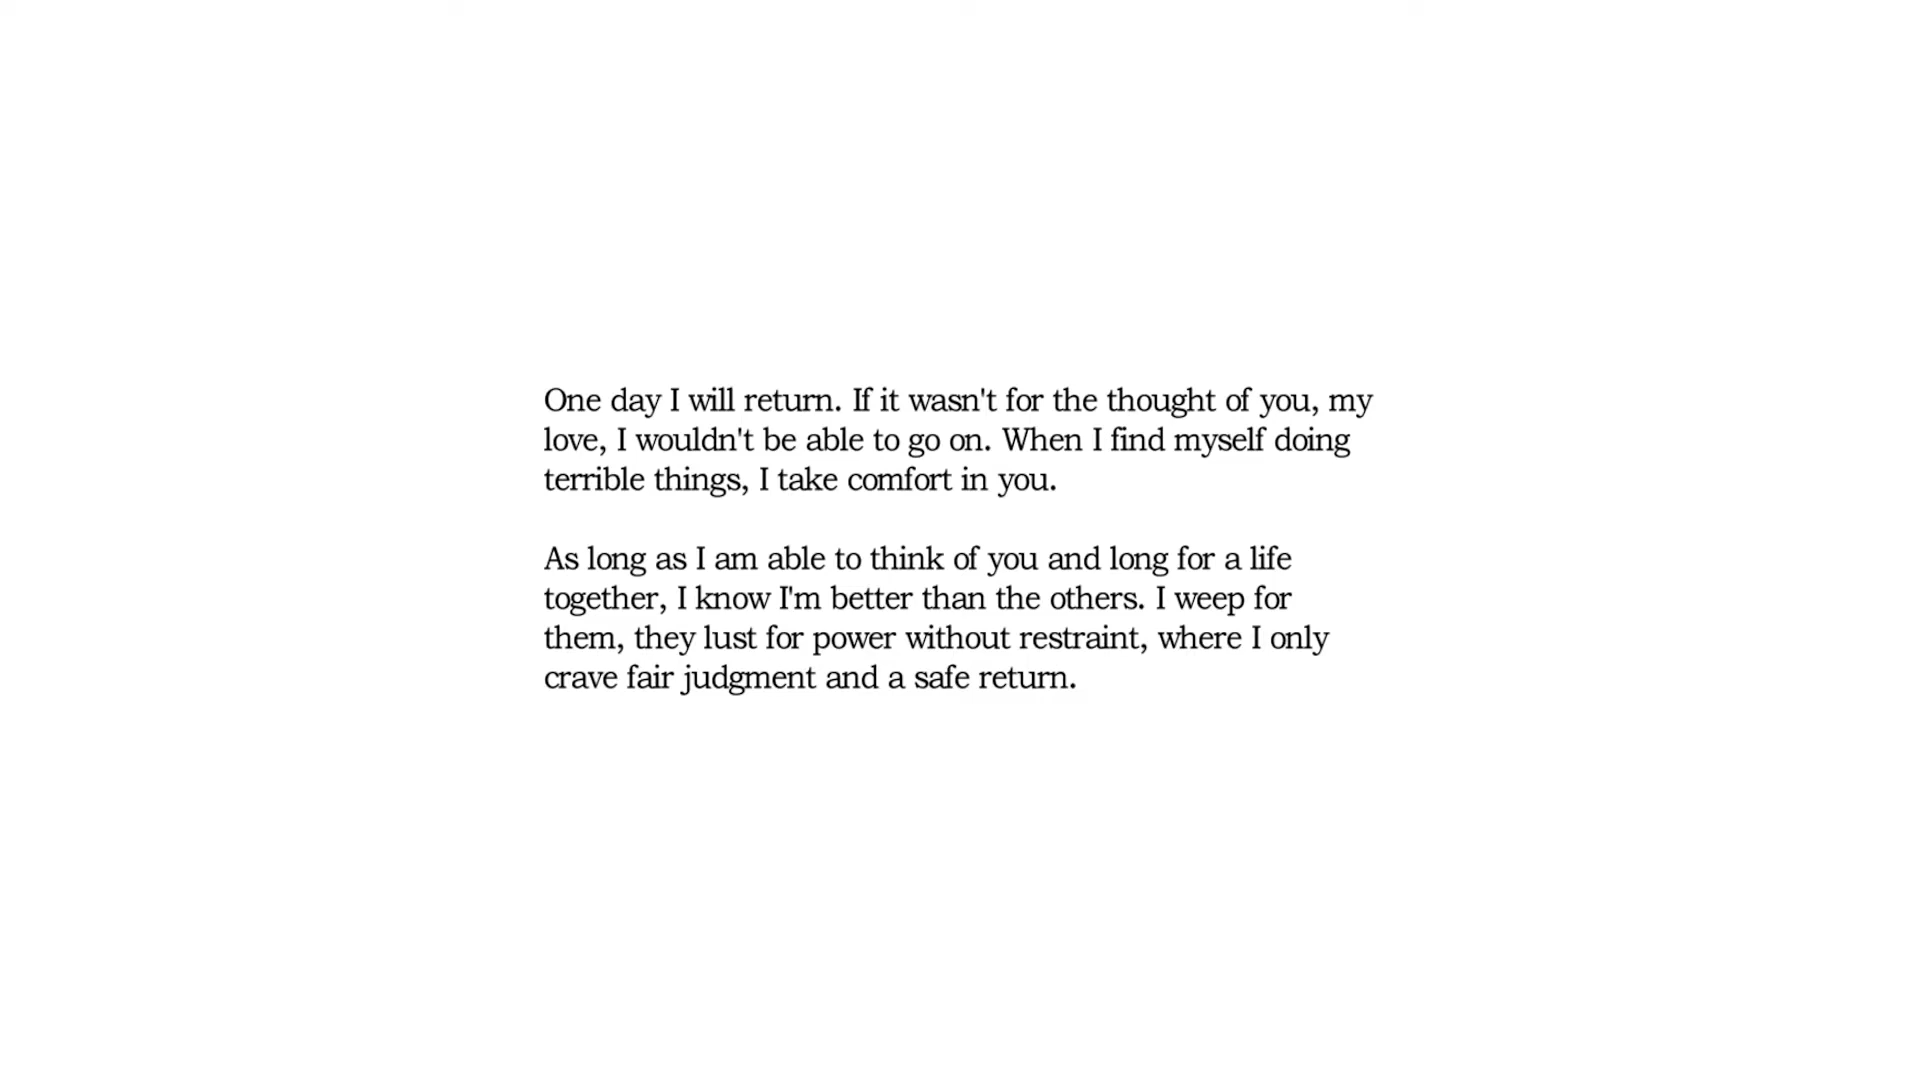 One day I will return. If it wasn't for the thought of you, my
love, I wouldn't be able to go on. When I find myself doing
terrible things, I take comfort in you.
As long as I am able to think of you and long for a life
together, I know I'm better than the others. I weep for
them, they lust for power without restraint, where I only
crave fair judgment and a safe return.